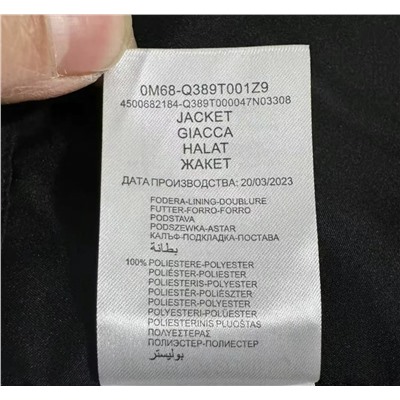 0M68-Q389T001Z9
4500682184-Q389T000047N03308
JACKET
GIACCA
HALAT
ЖАКЕТ
ДАТА ПРОИЗВОДСТВА: 20/03/2023
FODERA-LINING-DOUBLURE
FUTTER-FORRO-FORRO
PODSTAVA
PODSZEWKA-ASTAR
КАЛЪФ-ПОДКЛАДКА-ПОСТАВА
بطانة
100% POLIESTERE-POLYESTER
POLIÉSTER-POLIESTER
POLIESTERIS-POLYESTER
POLIÉSTER-POLIÉSZTER
POLYESTER-POLYESTER
POLYESTERI-POLYESTER
POLIESTERINIS PLUOŠTAS
ΠΟΛΥΕΣΤΕΡΑΣ
ПОЛИЭСТЕР-ПОЛИЕСТЕР
بوليستر